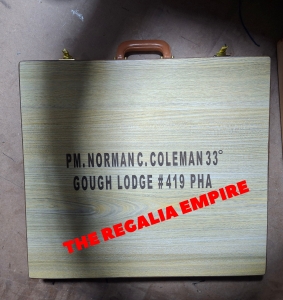 PM.NORMAN C. COLEMAN 33°
GOUGH LODGE #419 PHA
THE REGALIA EMPIRE